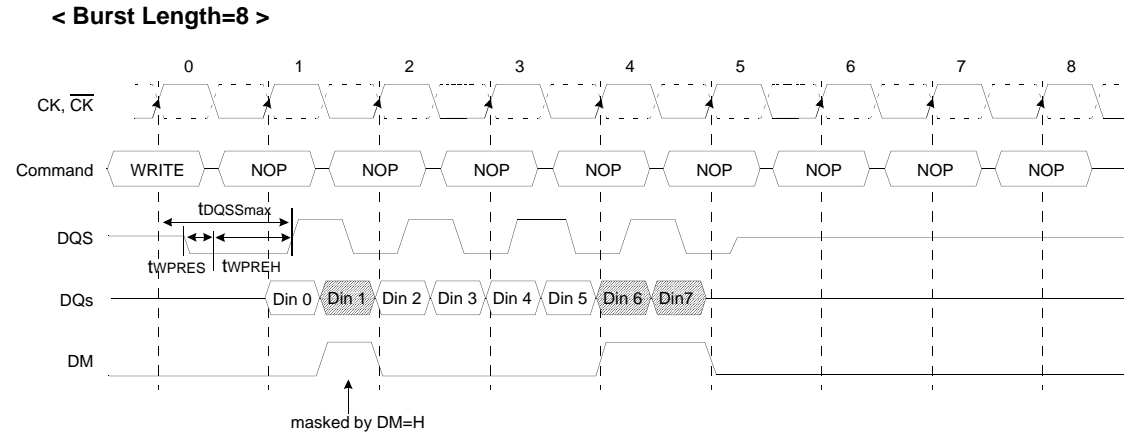 < Burst Length=8 >
0 1 2 3 4 5 6 7 8
CK, CK
Command WRITE NOP NOP NOP NOP NOP NOP NOP NOP
tDQSSmax
DQS
tWPRES tWPREH
DQs Din 0 Din 1 Din 2 Din 3 Din 4 Din 5 Din 6 Din7
DM
masked by DM=H